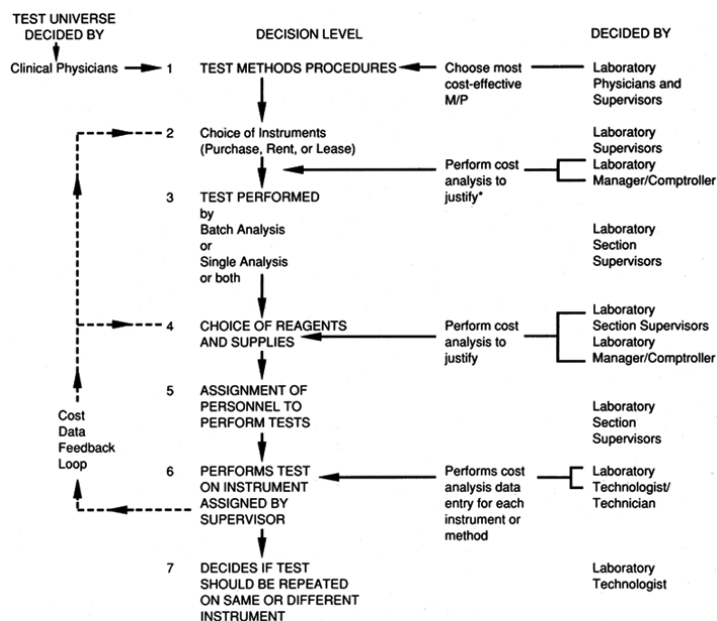 TEST UNIVERSE
DECIDED BY
DECISION LEVEL
DECIDED BY
Clinical Physicians
1
TEST METHODS PROCEDURES
Choose most
cost-effective
M/P
Laboratory
Physicians and
Supervisors
2
Choice of Instruments
(Purchase, Rent, or Lease)
Laboratory
Supervisors
Perform cost
analysis to
justify*
Laboratory
Manager/Comptroller
3
TEST PERFORMED
by
Batch Analysis
or
Single Analysis
or both
Laboratory
Section
Supervisors
4
CHOICE OF REAGENTS
AND SUPPLIES
Perform cost
analysis to
justify
Laboratory
Section Supervisors
Laboratory
Manager/Comptroller
5
ASSIGNMENT OF
PERSONNEL TO
PERFORM TESTS
Laboratory
Section
Supervisors
Cost
Data
Feedback
Loop
6
PERFORMS TEST
ON INSTRUMENT
ASSIGNED BY
SUPERVISOR
Performs cost
analysis data
entry for each
instrument or
method
Laboratory
Technologist/
Technician
7
DECIDES IF TEST
SHOULD BE REPEATED
ON SAME OR DIFFERENT
INSTRUMENT
Laboratory
Technologist